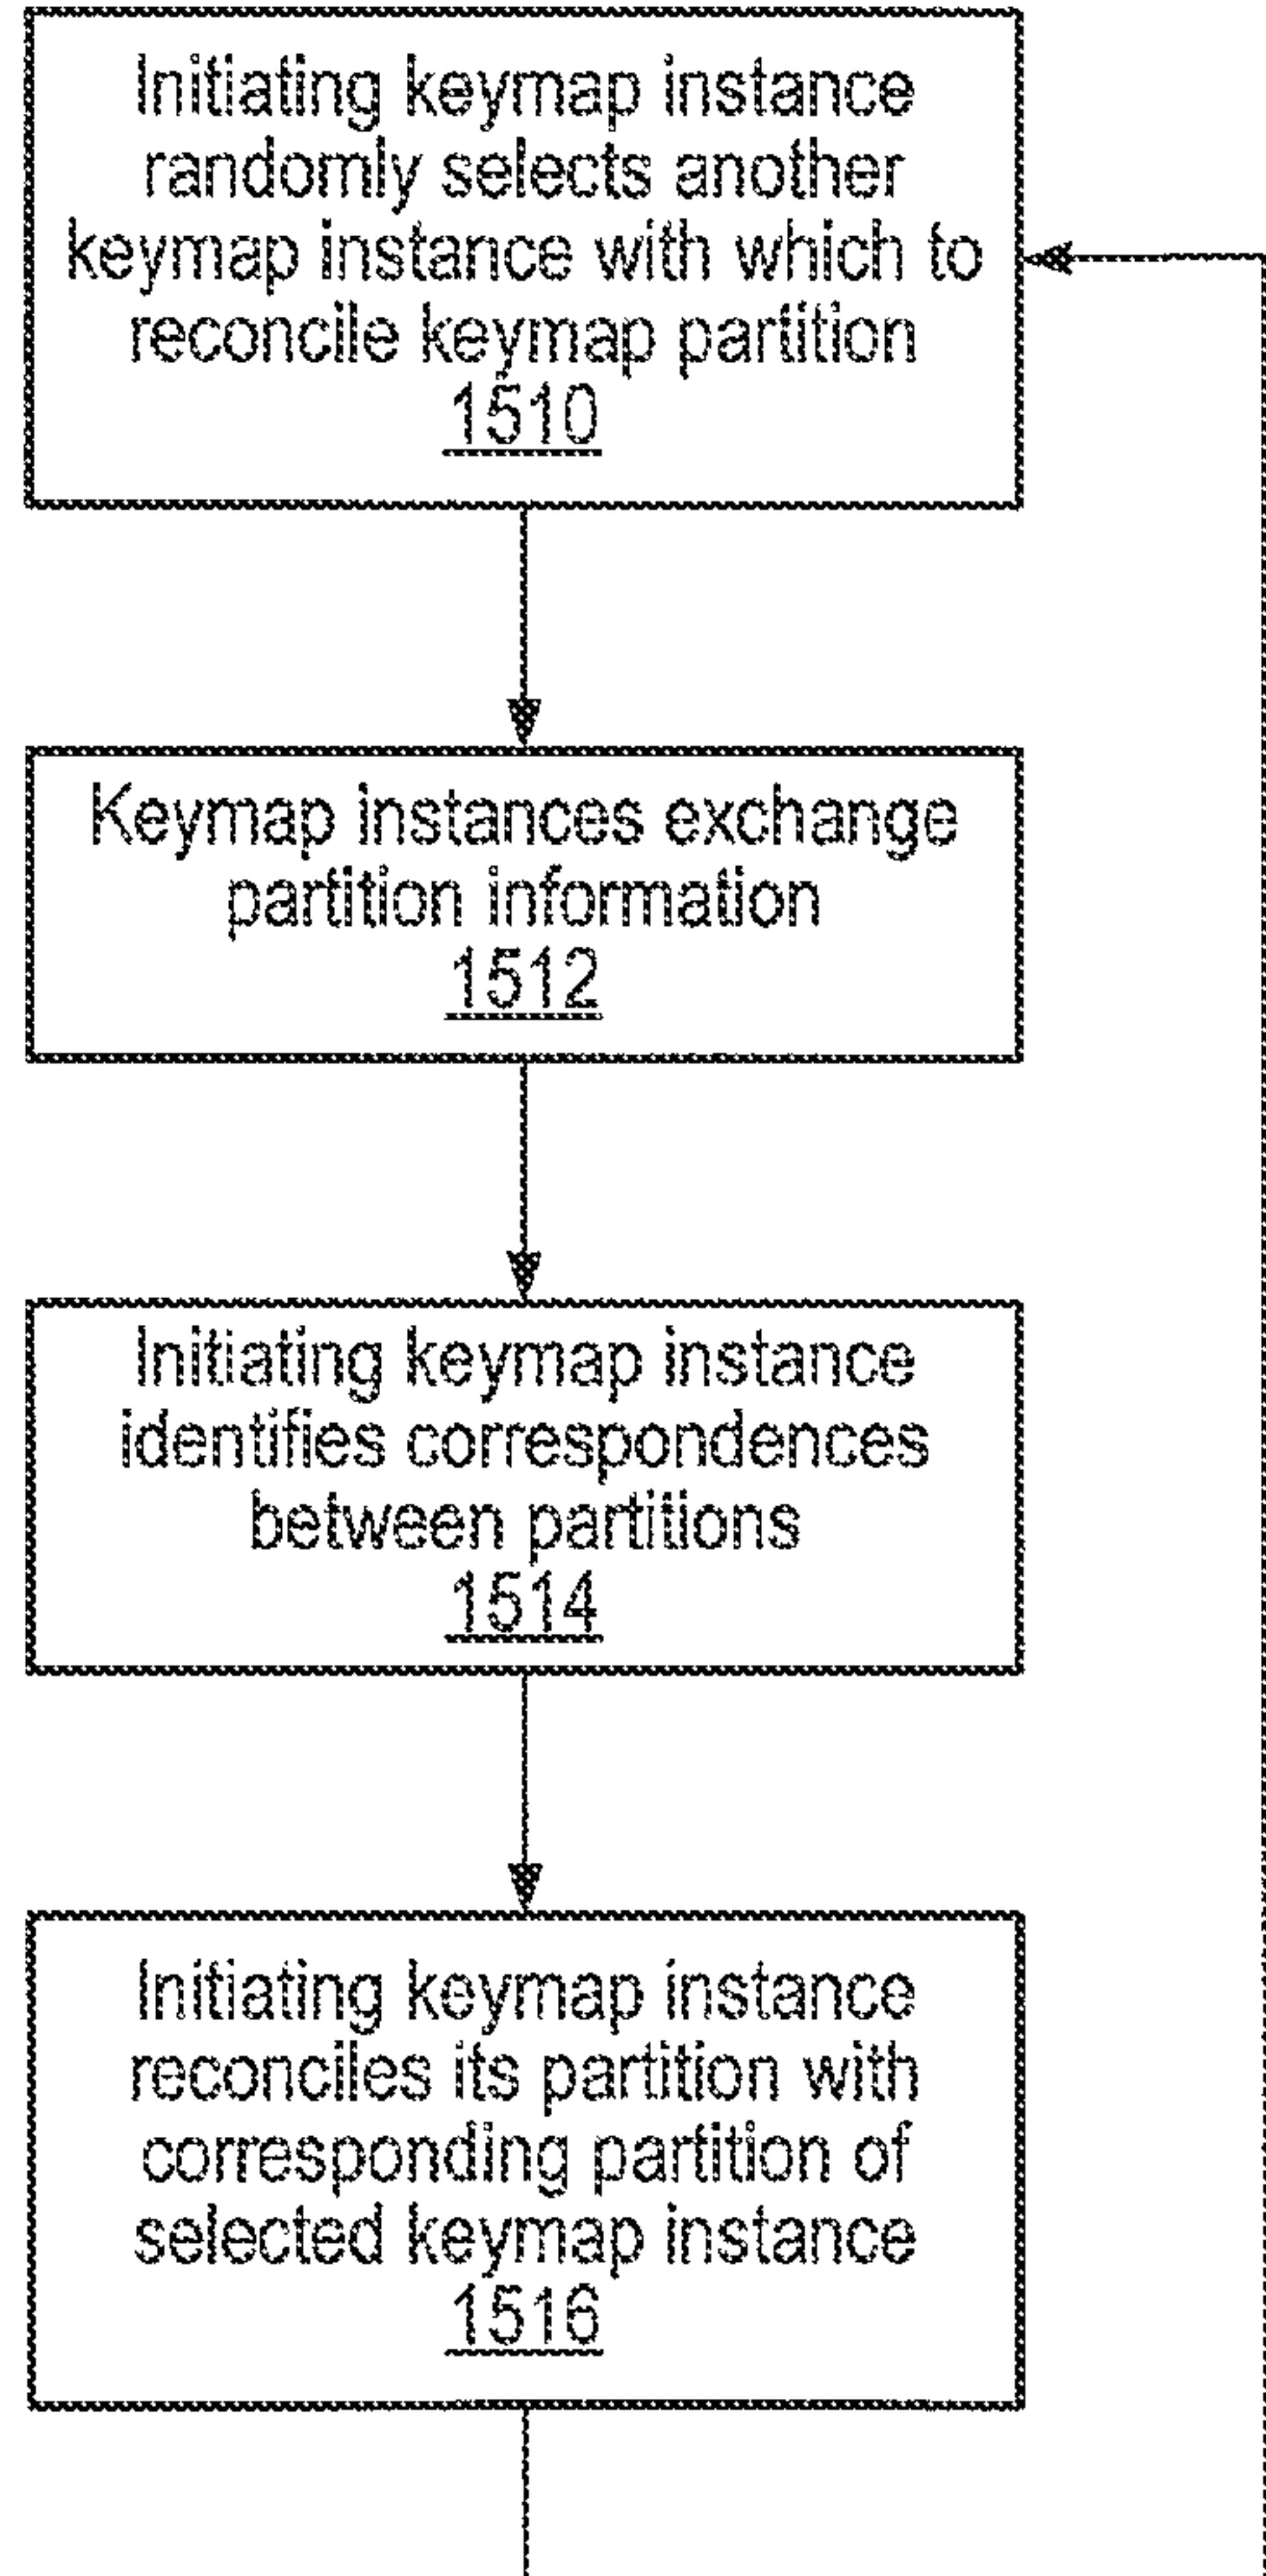 Initiating keymap instance
randomly selects another
keymap instance with which to
reconcile keymap partition
1510
Keymap instances exchange
partition information
1512
Initiating keymap instance
identifies correspondences
between partitions
1514
Initiating keymap instance
reconciles its partition with
corresponding partition of
selected keymap instance
1516